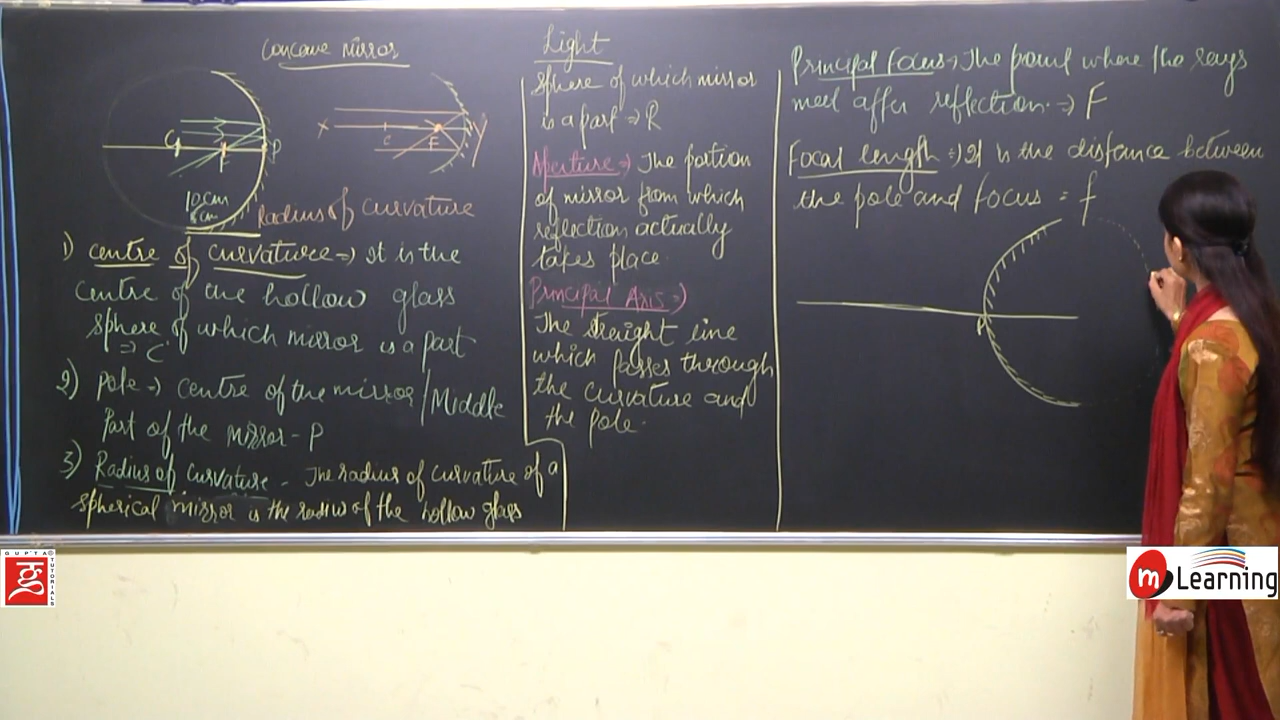 Concave mirror
C
F
P
10cm
8cm
X
C
F
Y
Radius of curvature
1) centre of curvature => It is the
centre of the hollow glass
sphere of which mirror is a part
=> C
2) Pole -> centre of the mirror/Middle
Part of the mirror - P
3) Radius of curvature - The radius of curvature of a
spherical mirror is the radius of the hollow glass
Light
sphere of which mirror
is a part => R
Aperture => The portion
of mirror from which
reflection actually
takes place.
Principal Axis =>
The straight line
which passes through
the curvature and
the pole.
Principal focus -> The point where the rays
meet after reflection. => F
Focal length => It is the distance between
the pole and focus = f
P
GUPTA
TUTORIALS
m Learning